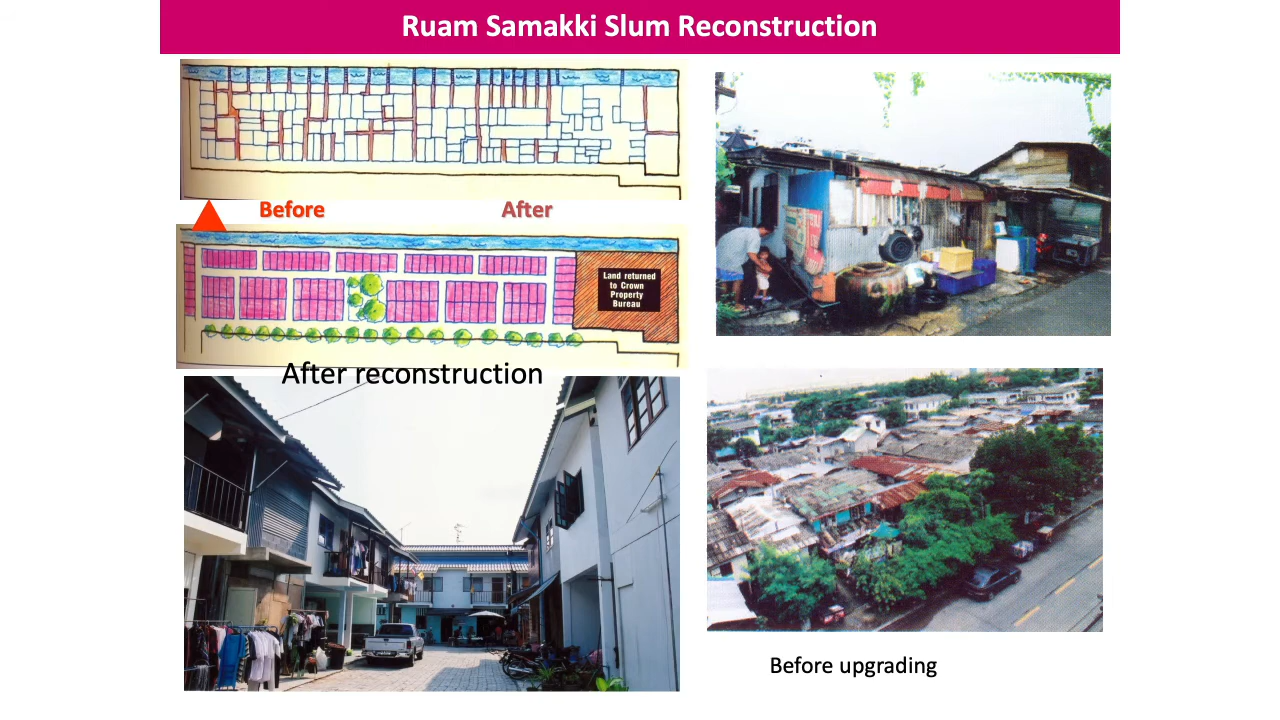 Ruam Samakki Slum Reconstruction
Before
After
Land returned
to Crown
Property
Bureau
After reconstruction
Before upgrading